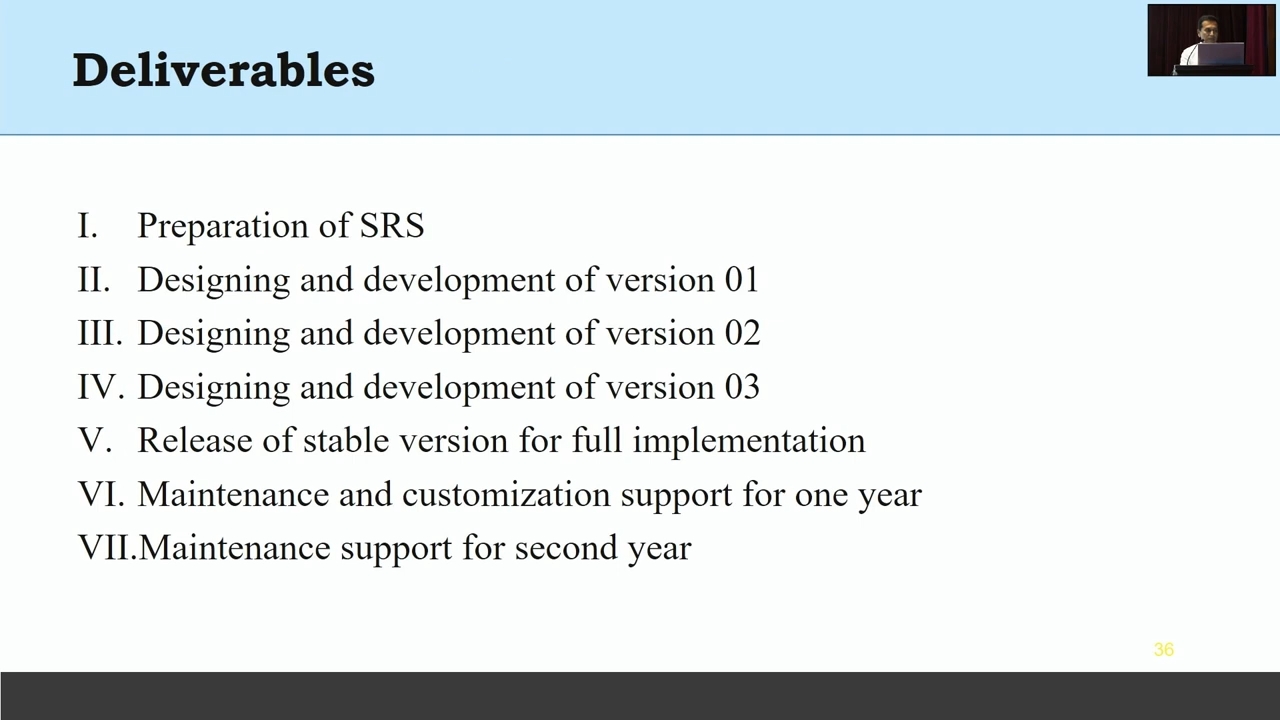 Deliverables
I. Preparation of SRS
II. Designing and development of version 01
III. Designing and development of version 02
IV. Designing and development of version 03
V. Release of stable version for full implementation
VI. Maintenance and customization support for one year
VII.Maintenance support for second year
36